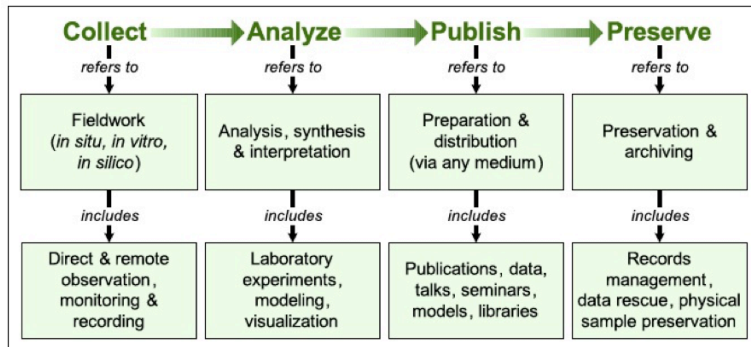 Collect Analyze Publish Preserve
refers to refers to refers to refers to
Fieldwork
(in situ, in vitro,
in silico)
Analysis, synthesis
& interpretation
Preparation &
distribution
(via any medium)
Preservation &
archiving
includes includes includes includes
Direct & remote
observation,
monitoring &
recording
Laboratory
experiments,
modeling,
visualization
Publications, data,
talks, seminars,
models, libraries
Records
management,
data rescue, physical
sample preservation